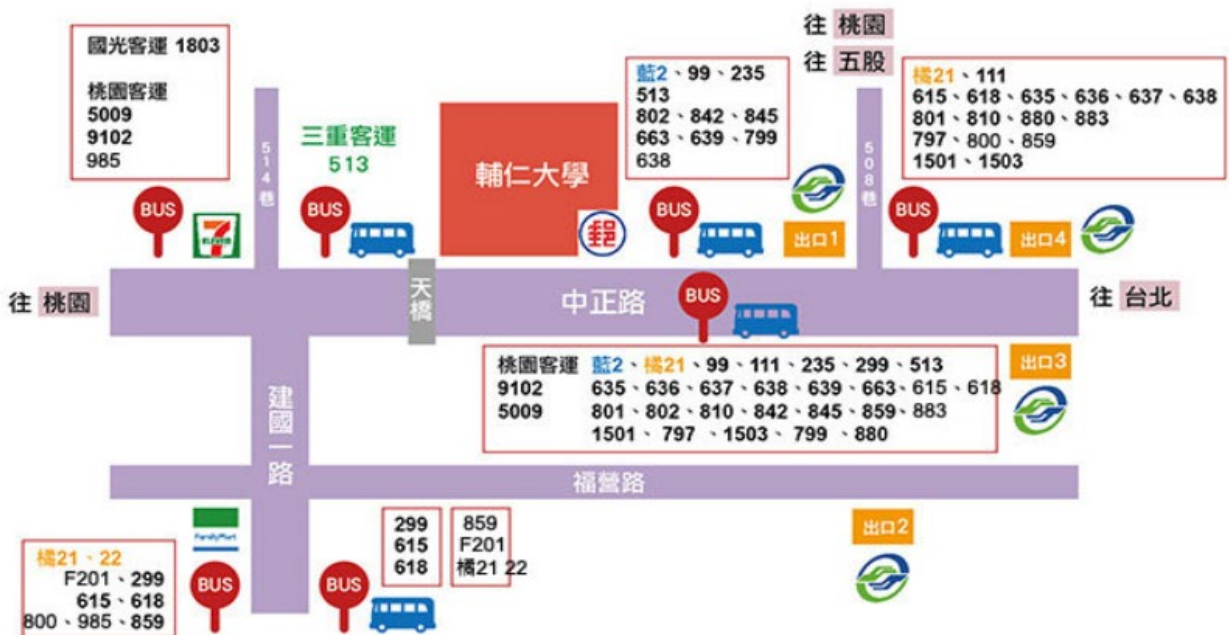 往 桃園
往 五股
國光客運 1803
桃園客運
5009
9102
985
514巷
三重客運
513
輔仁大學
郵
藍2、99、235
513
802、842、845
663、639、799
638
508巷
橘21、111
615、618、635、636、637、638
801、810、880、883
797、800、859
1501、1503
BUS
7
ELEVEN
BUS
BUS
出口1
BUS
出口4
往 桃園
天橋
中正路
BUS
往 台北
桃園客運 藍2、橘21、99、111、235、299、513
9102 635、636、637、638、639、663、615、618
5009 801、802、810、842、845、859、883
1501、797、1503、799、880
出口3
建國一路
福營路
FamilyMart
橘21、22
F201、299
615、618
800、985、859
BUS
BUS
299
615
618
859
F201
橘21 22
出口2